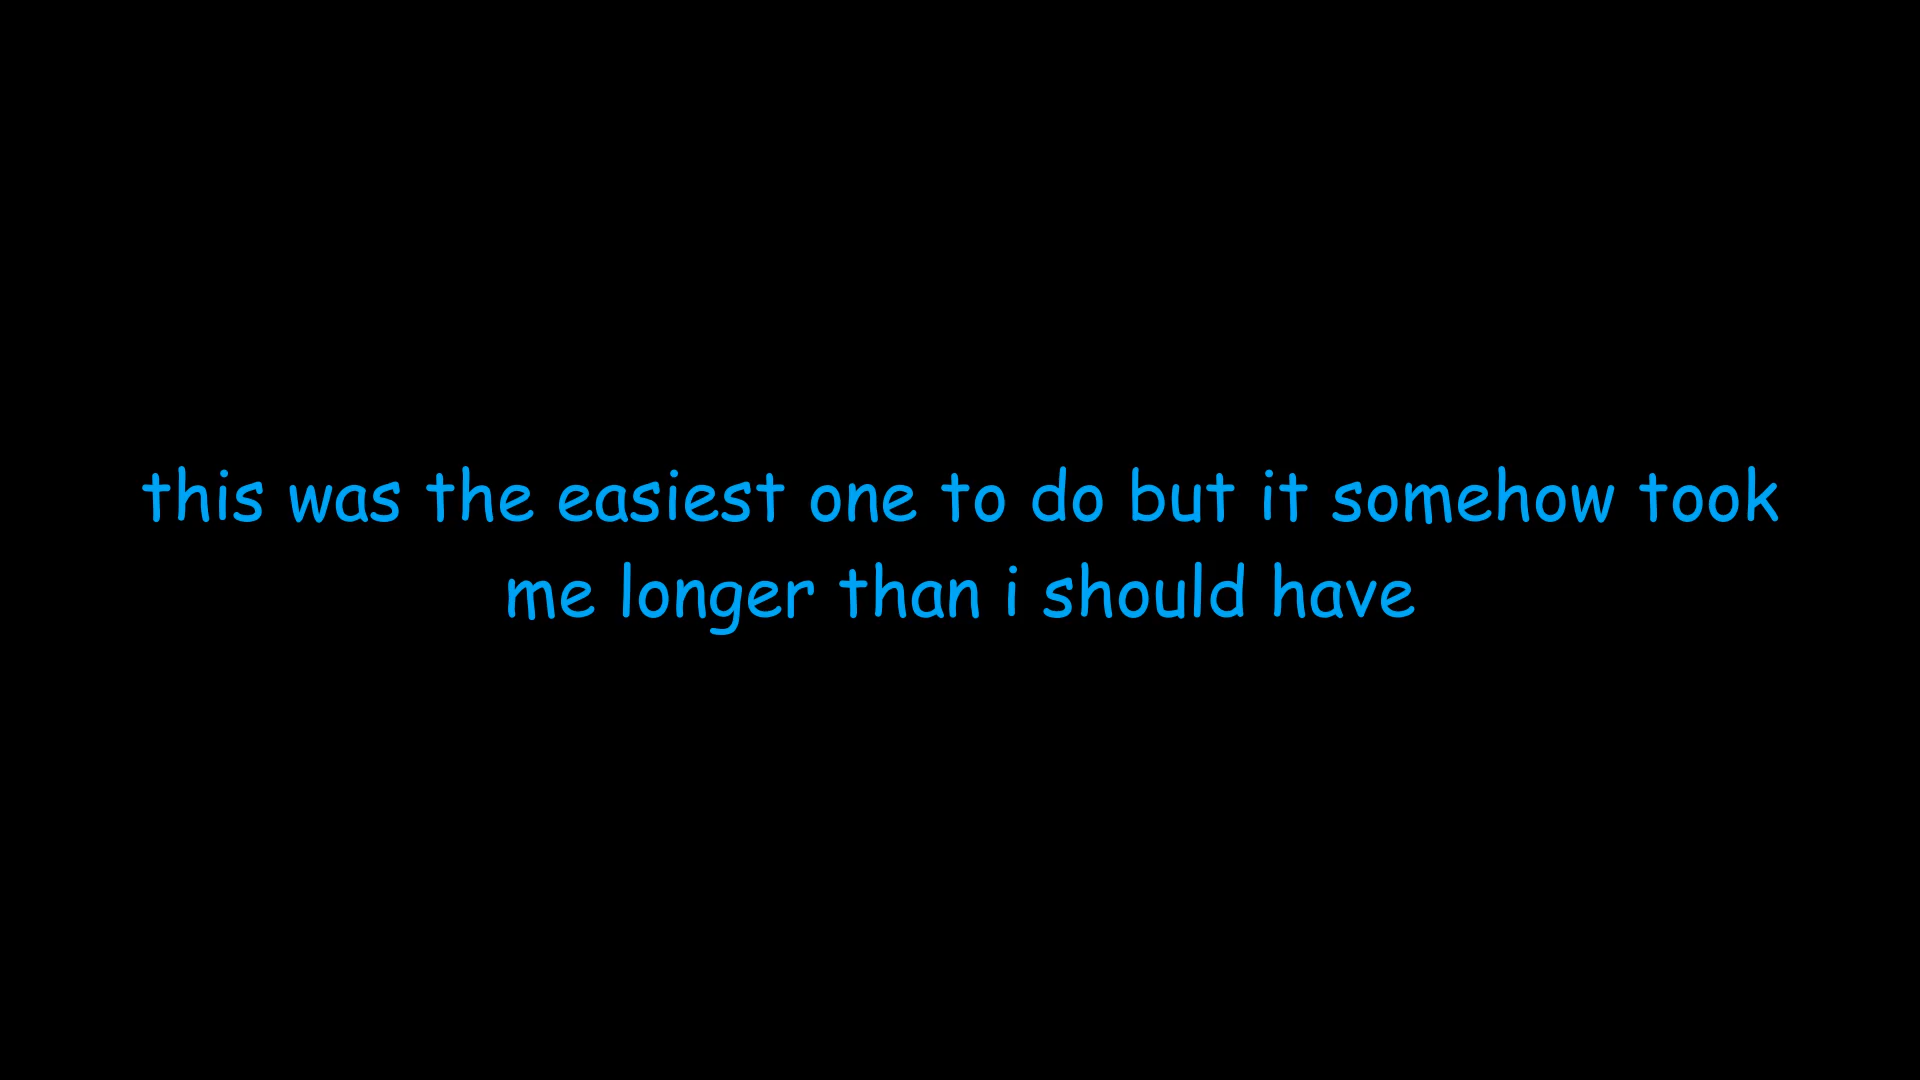 this was the easiest one to do but it somehow took
me longer than i should have